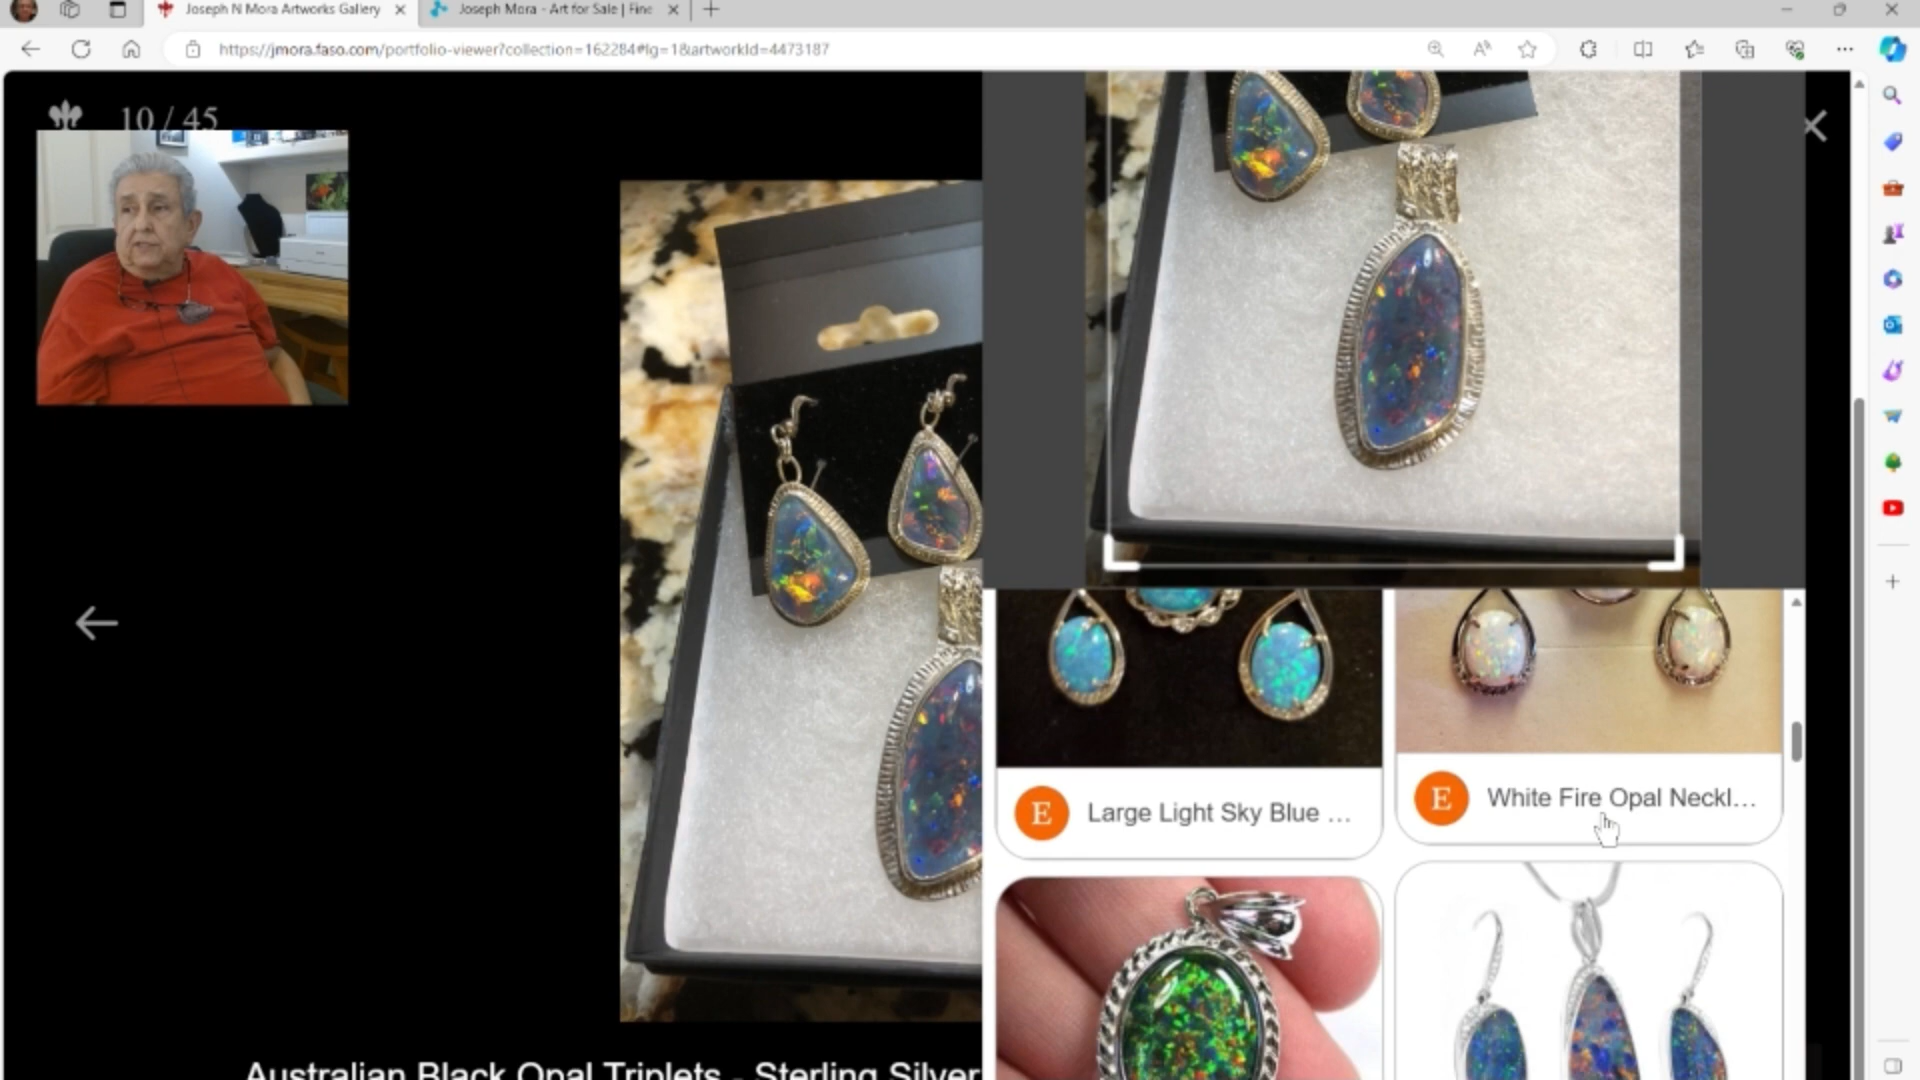 Joseph N Mora Artworks Gallery
Joseph Mora - Art for Sale | Fine
https://jmora.faso.com/portfolio-viewer?collection=162284#lg=1&artworkId=4473187
10 / 45
E Large Light Sky Blue ...
E White Fire Opal Neckl...
Australian Black Opal Triplets - Sterling Silver